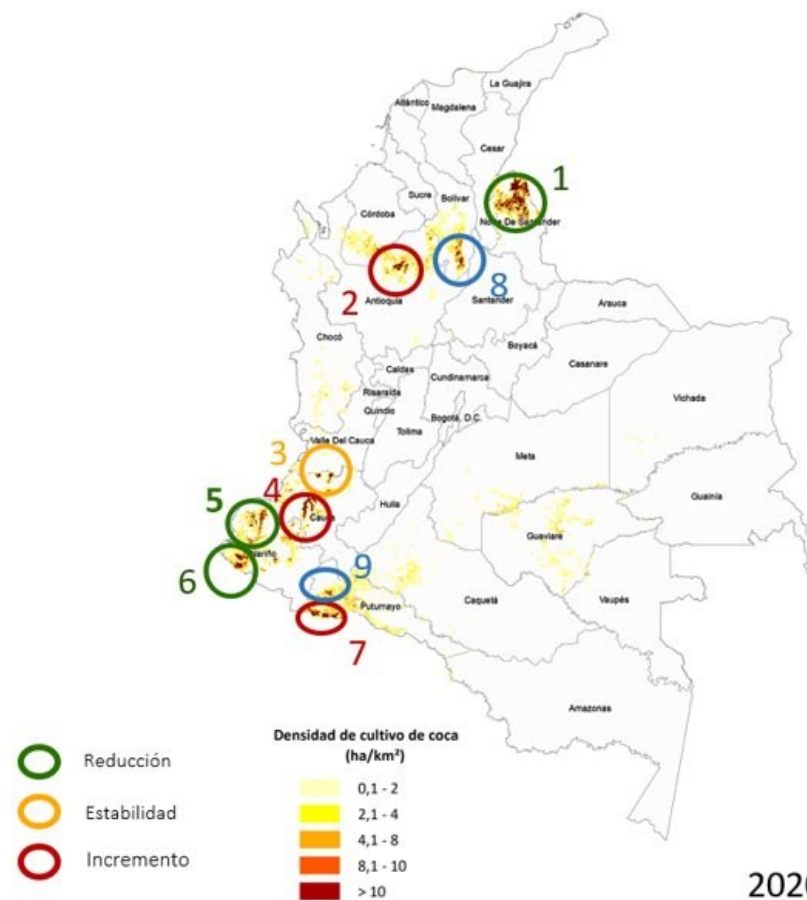 La Guajira
Atlántico
Magdalena
Cesar
1
Sucre
Bolívar
Córdoba
Norte De Santander
2
Antioquia
8
Santander
Arauca
Chocó
Boyacá
Casanare
Caldas
Cundinamarca
Risaralda
Vichada
Quindio
Bogotá, D.C.
Tolima
Valle Del Cauca
3
Meta
4
Guainía
5
Cauca
Huila
Guaviare
Nariño
6
9
Putumayo
Caquetá
Vaupés
7
Amazonas
Densidad de cultivo de coca
(ha/km²)
Reducción
Estabilidad
Incremento
0,1 - 2
2,1 - 4
4,1 - 8
8,1 - 10
> 10
2020